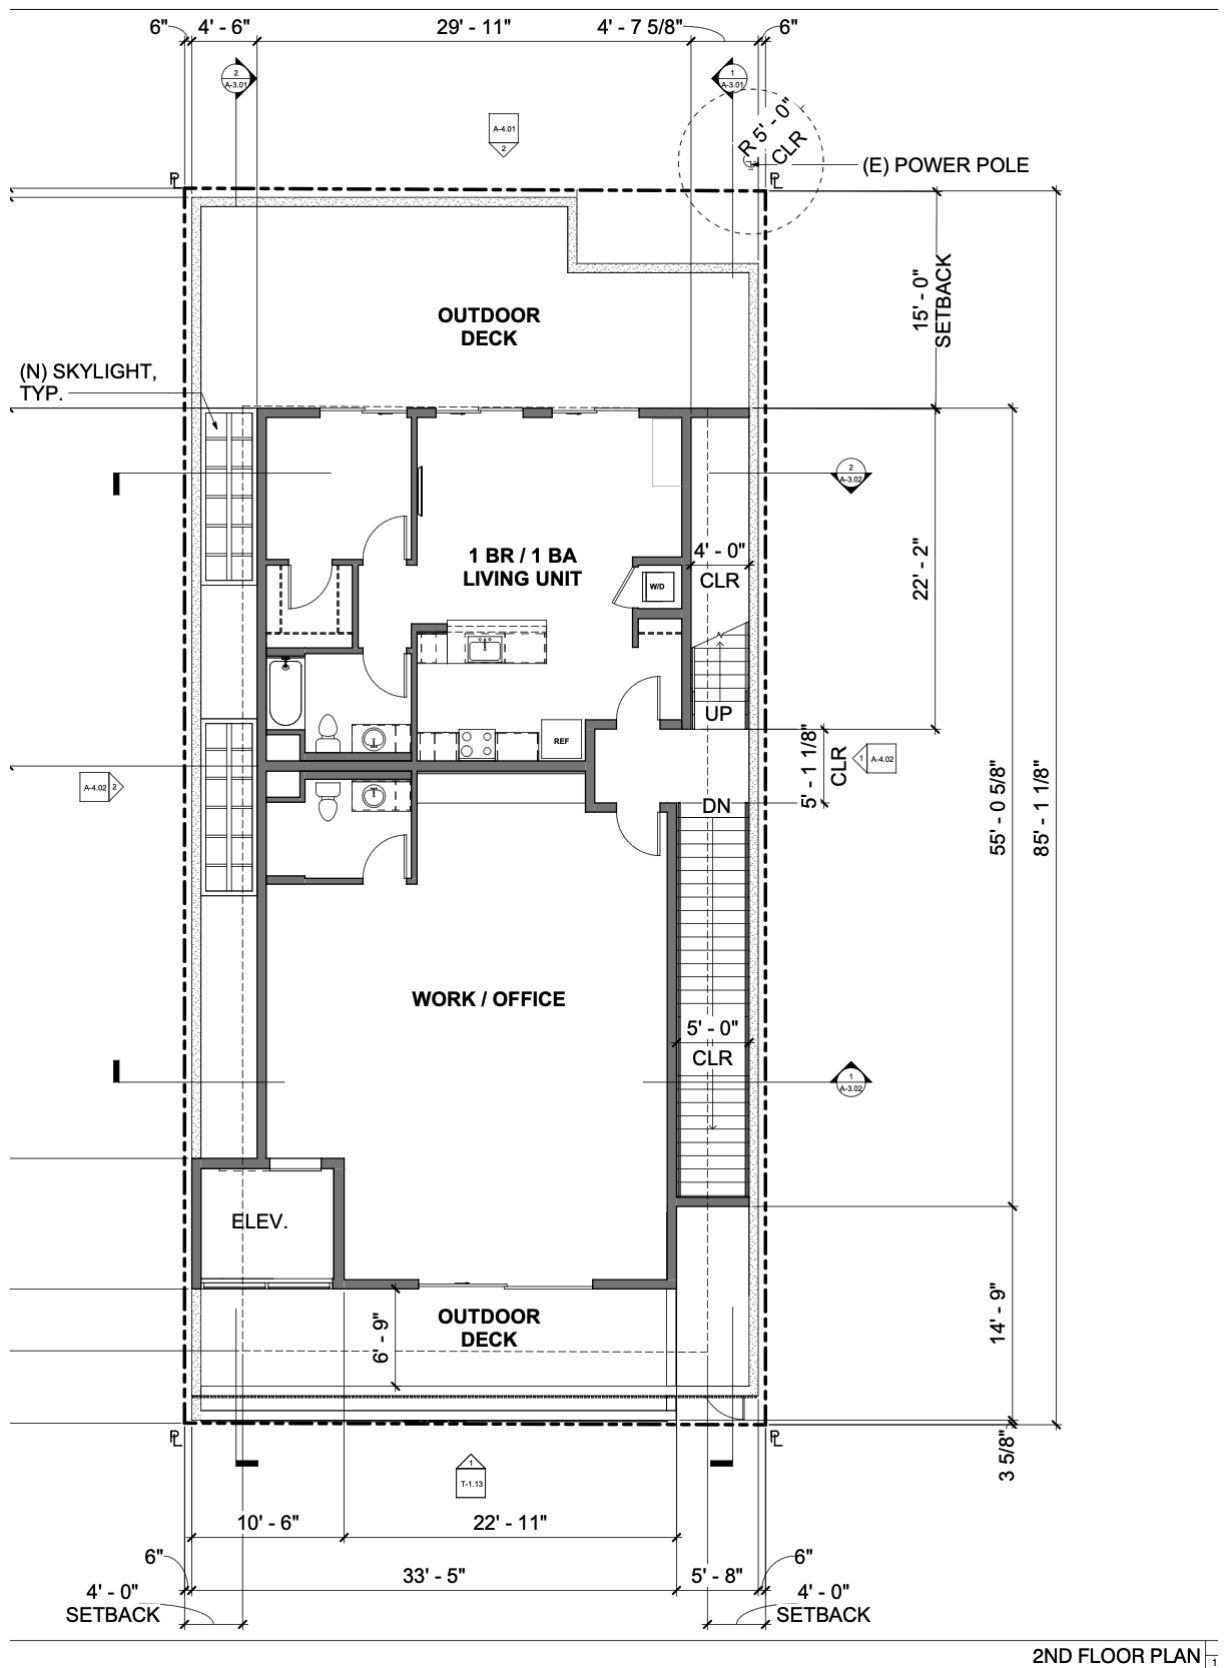 6" 4' - 6" 29' - 11" 4' - 7 5/8" 6"
2
A-3.01
1
A-3.01
A-4.01
2
R 5' - 0"
CLR
(E) POWER POLE
PL
PL
15' - 0"
SETBACK
OUTDOOR
DECK
(N) SKYLIGHT,
TYP.
2
A-3.02
1 BR / 1 BA
LIVING UNIT
4' - 0"
CLR
W/D
22' - 2"
UP
REF
5' - 1 1/8"
CLR
1 A-4.02
A-4.02 2
DN
55' - 0 5/8"
85' - 1 1/8"
WORK / OFFICE
5' - 0"
CLR
1
A-3.02
ELEV.
OUTDOOR
DECK
6' - 9"
14' - 9"
3 5/8"
PL
PL
1
T-1.13
10' - 6" 22' - 11"
6" 33' - 5" 5' - 8" 6"
4' - 0"
SETBACK
4' - 0"
SETBACK
2ND FLOOR PLAN
1